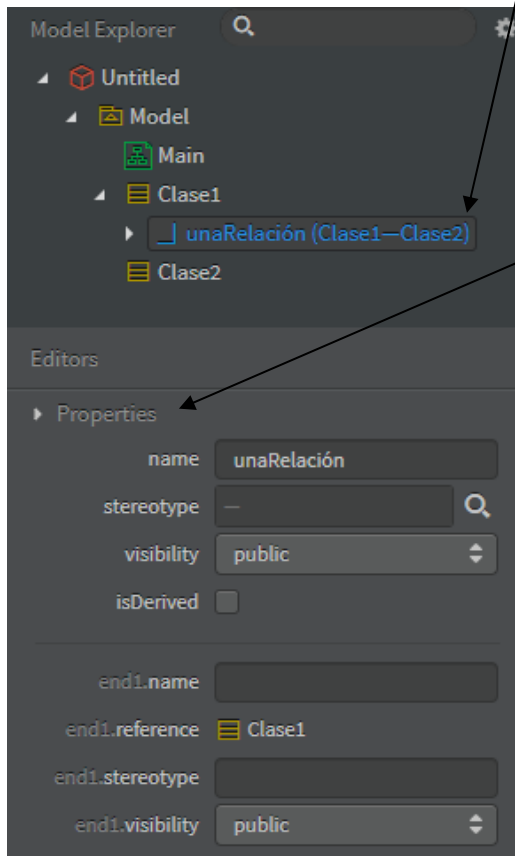 Model Explorer
Untitled
Model
Main
Clase1
unaRelación (Clase1—Clase2)
Clase2
Editors
Properties
name unaRelación
stereotype —
visibility public
isDerived
end1.name
end1.reference Clase1
end1.stereotype
end1.visibility public